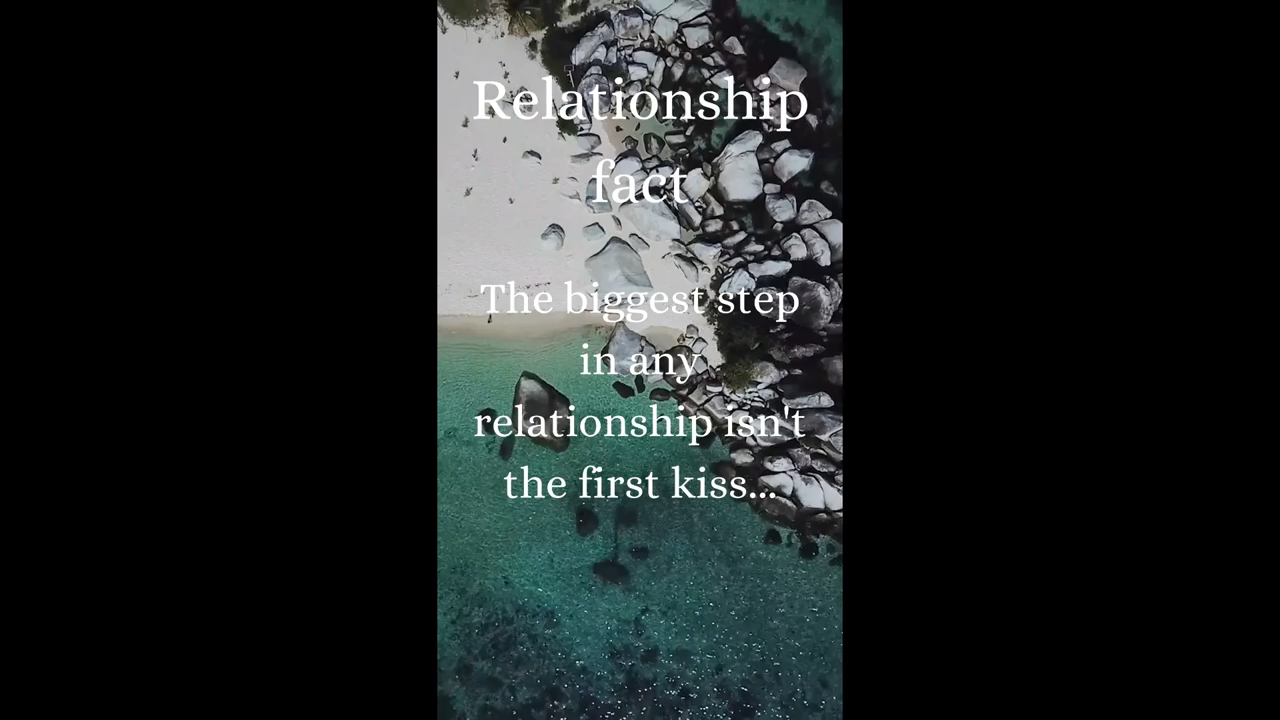 Relationship
fact
The biggest step
in any
relationship isn't
the first kiss...